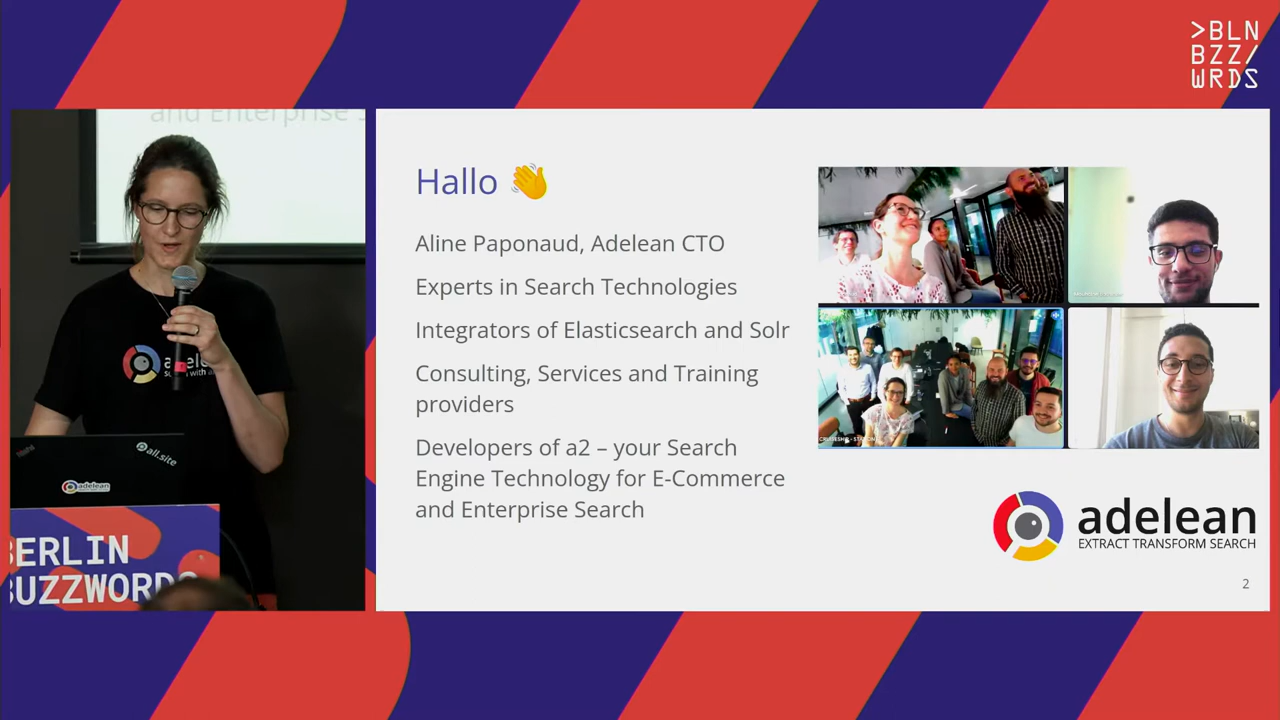 >BLN
BZZ/
WRDS
and Enterprise S
Hallo 👋
Aline Paponaud, Adelean CTO
Experts in Search Technologies
Integrators of Elasticsearch and Solr
Consulting, Services and Training
providers
Developers of a2 – your Search
Engine Technology for E-Commerce
and Enterprise Search
adelean
EXTRACT TRANSFORM SEARCH
2
all.site
adelean
BERLIN
BUZZWORDS